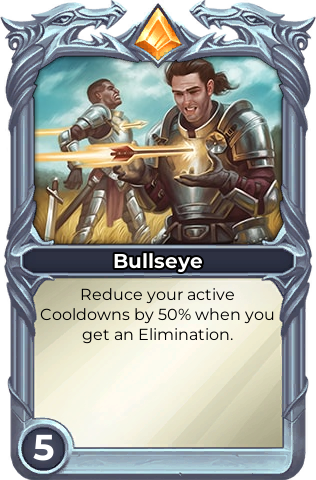 Bullseye
Reduce your active
Cooldowns by 50% when you
get an Elimination.
5